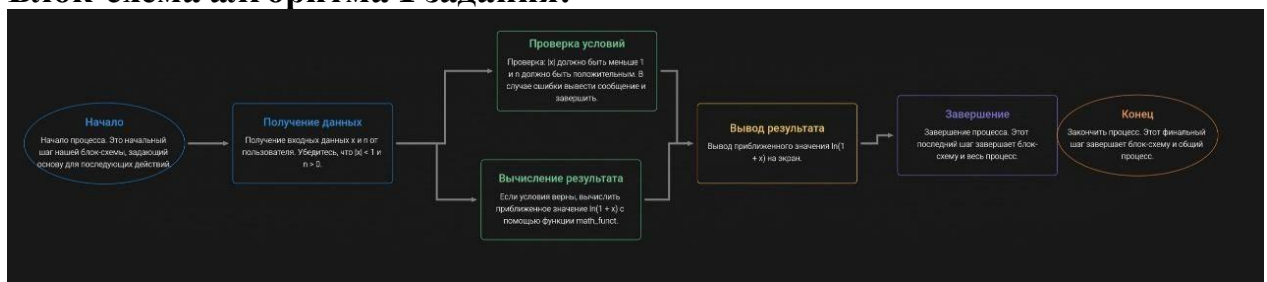 Блок-схема алгоритма 1 задания:
Начало
Начало процесса. Это начальный
шаг нашей блок-схемы, задающий
основу для последующих действий.
Получение данных
Получение входных данных x и n от
пользователя. Убедитесь, что |x| < 1 и
n > 0.
Проверка условий
Проверка: |x| должно быть меньше 1
и n должно быть положительным. В
случае ошибки вывести сообщение и
завершить.
Вычисление результата
Если условия верны, вычислить
приближенное значение ln(1 + x) с
помощью функции math_funct.
Вывод результата
Вывод приближенного значения ln(1
+ x) на экран.
Завершение
Завершение процесса. Этот
последний шаг завершает блок-
схему и весь процесс.
Конец
Закончить процесс. Этот финальный
шаг завершает блок-схему и общий
процесс.